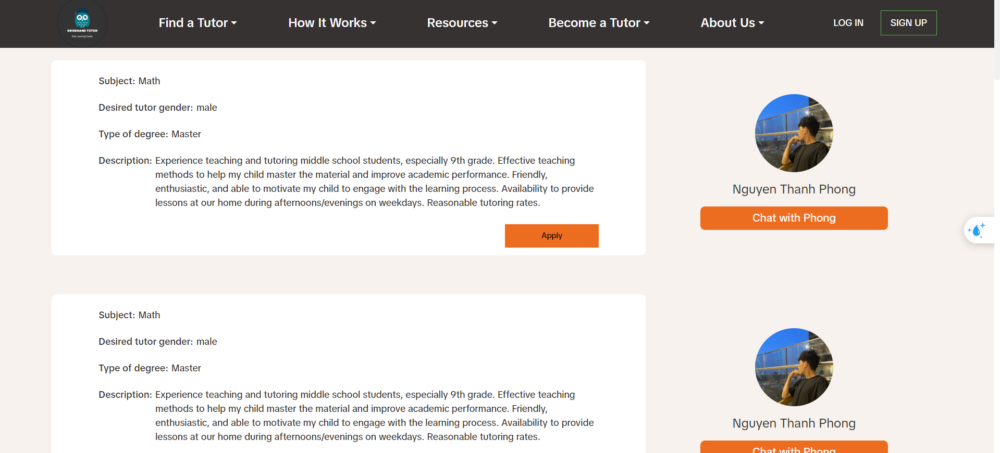 ON DEMAND TUTOR
Kids Learning Center
Find a Tutor
How It Works
Resources
Become a Tutor
About Us
LOG IN
SIGN UP
Subject: Math
Desired tutor gender: male
Type of degree: Master
Description: Experience teaching and tutoring middle school students, especially 9th grade. Effective teaching
methods to help my child master the material and improve academic performance. Friendly,
enthusiastic, and able to motivate my child to engage with the learning process. Availability to provide
lessons at our home during afternoons/evenings on weekdays. Reasonable tutoring rates.
Apply
Nguyen Thanh Phong
Chat with Phong
Subject: Math
Desired tutor gender: male
Type of degree: Master
Description: Experience teaching and tutoring middle school students, especially 9th grade. Effective teaching
methods to help my child master the material and improve academic performance. Friendly,
enthusiastic, and able to motivate my child to engage with the learning process. Availability to provide
lessons at our home during afternoons/evenings on weekdays. Reasonable tutoring rates.
Nguyen Thanh Phong
Chat with Phong